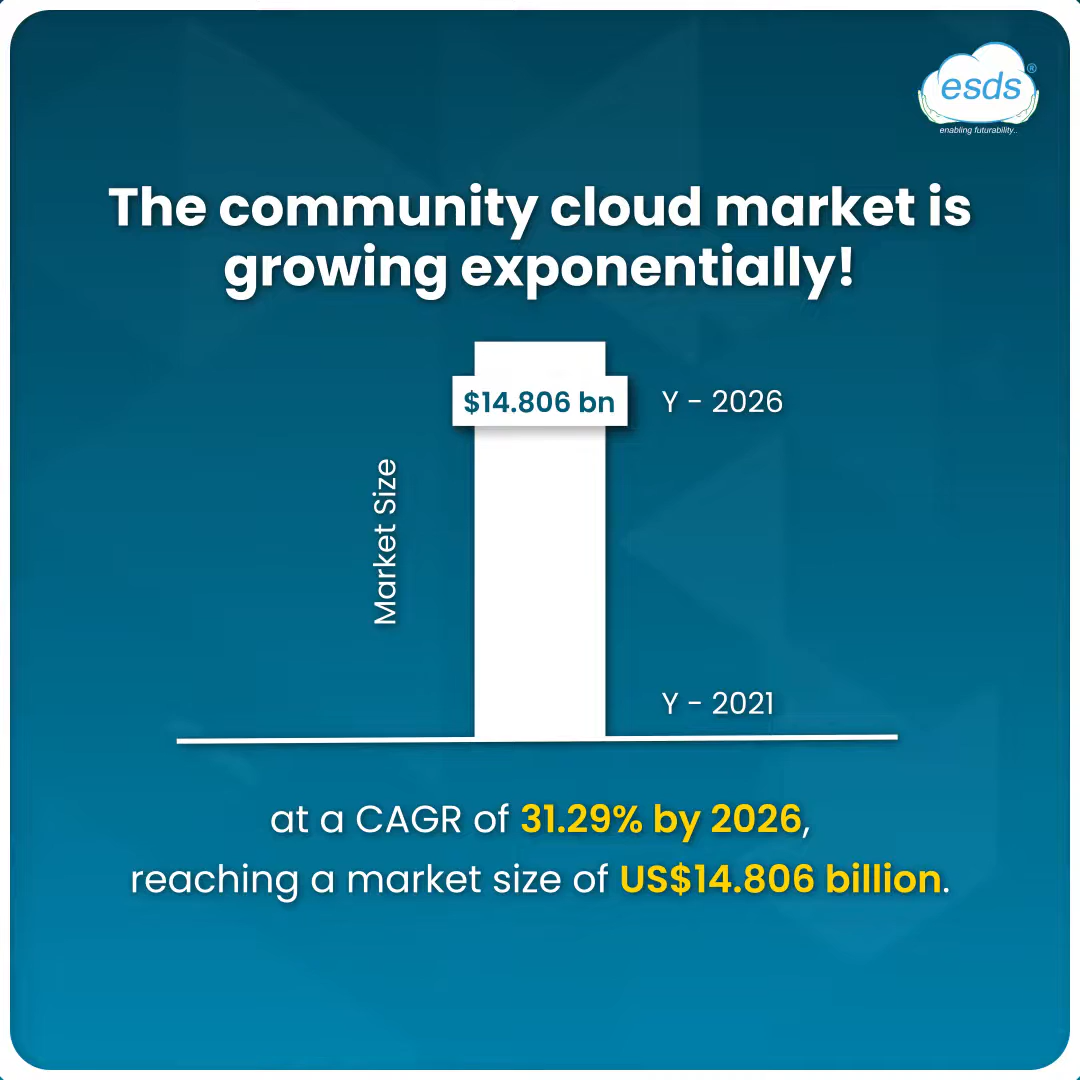 esds®
enabling futurability..
The community cloud market is
growing exponentially!
$14.806 bn
Y - 2026
Market Size
Y - 2021
at a CAGR of 31.29% by 2026,
reaching a market size of US$14.806 billion.